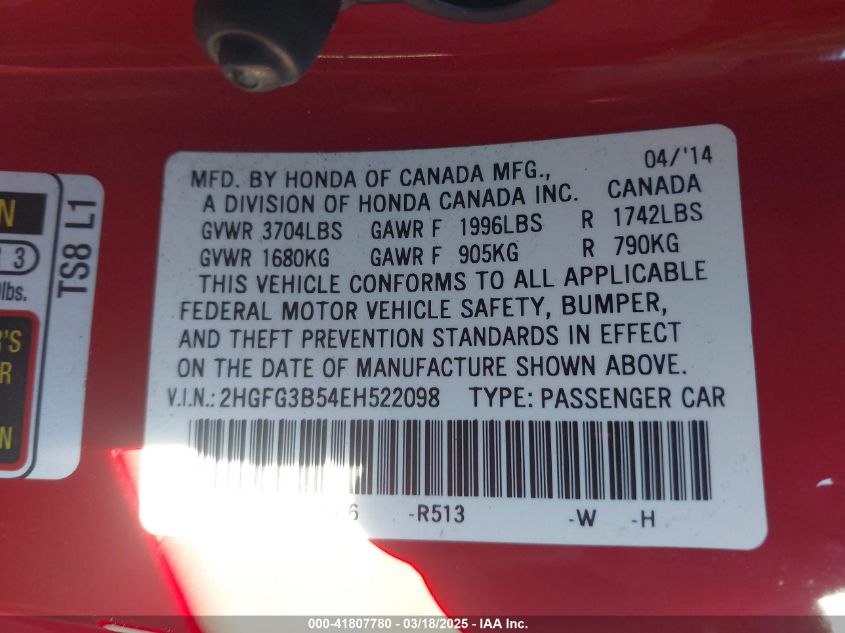 04/'14
MFD. BY HONDA OF CANADA MFG.,
A DIVISION OF HONDA CANADA INC. CANADA
GVWR 3704LBS GAWR F 1996LBS R 1742LBS
GVWR 1680KG GAWR F 905KG R 790KG
THIS VEHICLE CONFORMS TO ALL APPLICABLE
FEDERAL MOTOR VEHICLE SAFETY, BUMPER,
AND THEFT PREVENTION STANDARDS IN EFFECT
ON THE DATE OF MANUFACTURE SHOWN ABOVE.
V.I.N.: 2HGFG3B54EH522098 TYPE: PASSENGER CAR
-R513 -W -H
TS8 L1
3
lbs.
000-41807780 / 03/18/2025 - IAA Inc.